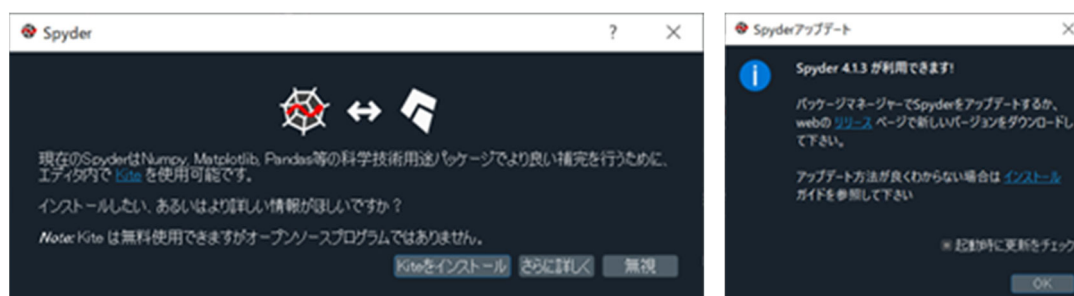 Spyder
現在のSpyderはNumpy, Matplotlib, Pandas等の科学技術用途パッケージでより良い補完を行うために、
エディタ内で Kite を使用可能です。
インストールしたい、あるいはより詳しい情報がほしいですか？
Note: Kite は無料使用できますがオープンソースプログラムではありません。
Kiteをインストール さらに詳しく 無視
Spyderアップデート
Spyder 4.1.3 が利用できます!
パッケージマネージャーでSpyderをアップデートするか、
webの リリース ページで新しいバージョンをダウンロードし
て下さい。
アップデート方法が良くわからない場合は インストール
ガイドを参照して下さい
起動時に更新をチェック
OK